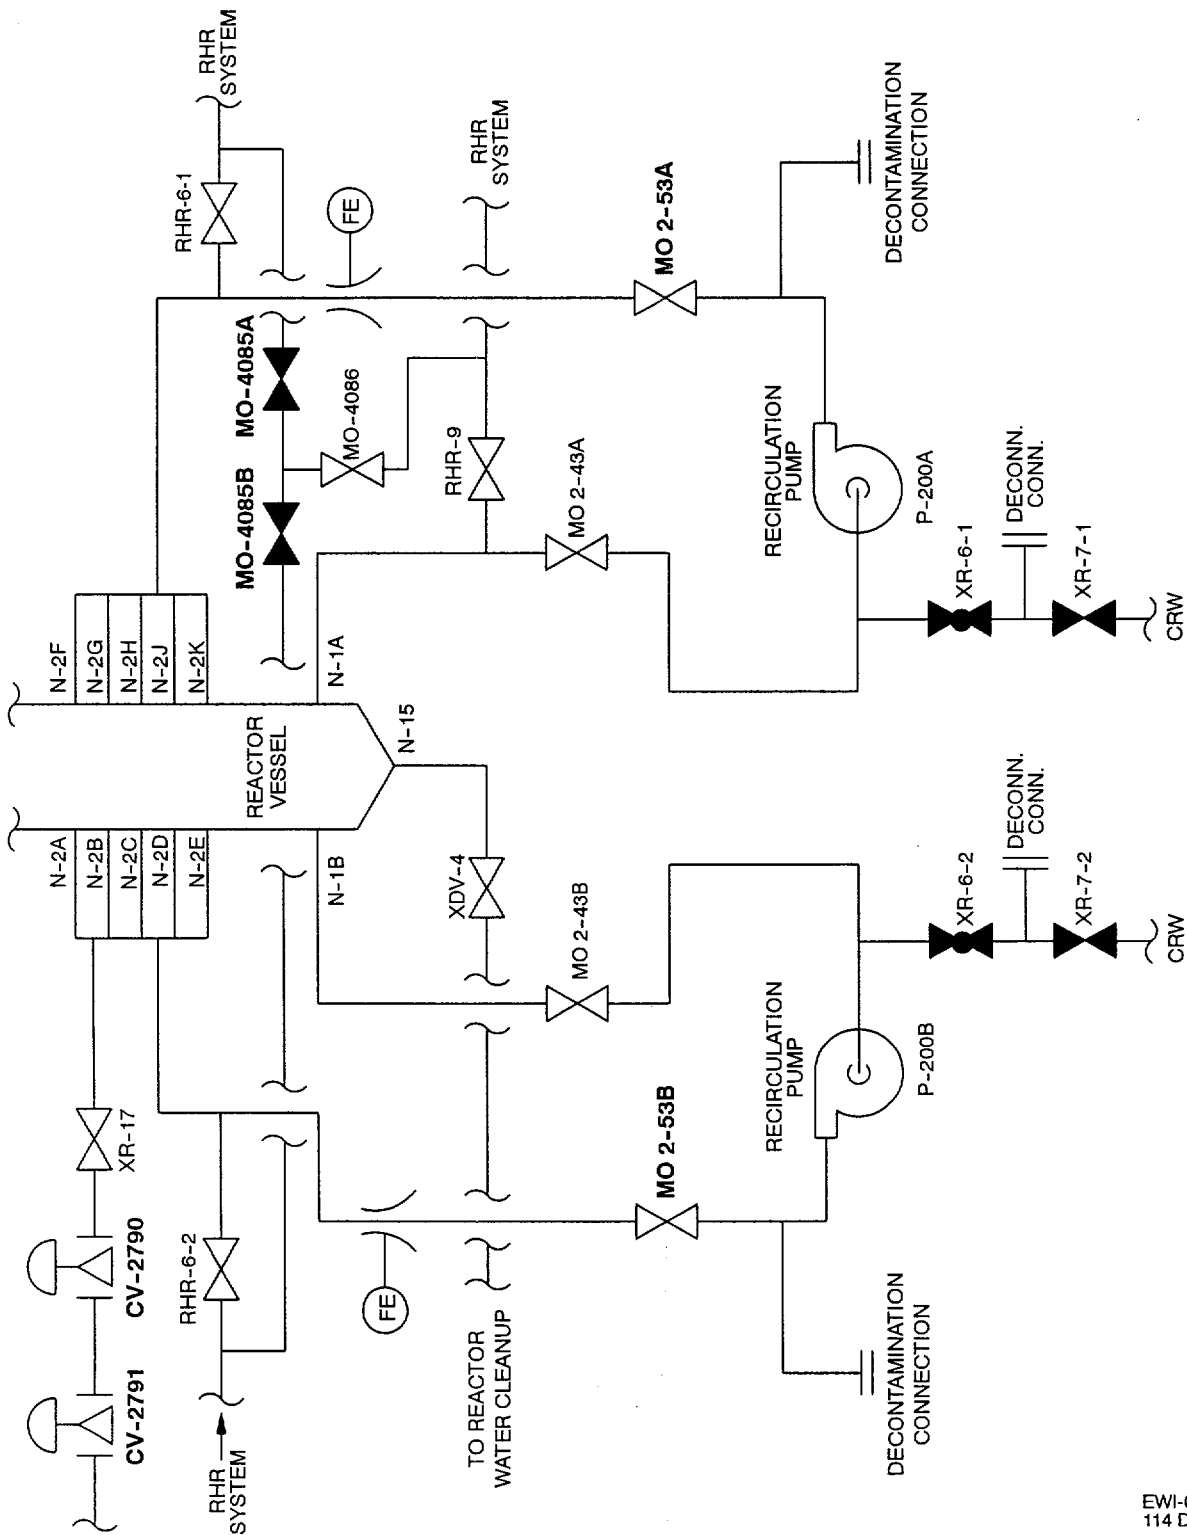 RHR
SYSTEM
RHR-6-1
FE
RHR
SYSTEM
MO 2-53A
DECONTAMINATION
CONNECTION
MO-4085A
MO-4086
MO-4085B
RHR-9
MO 2-43A
RECIRCULATION
PUMP
P-200A
XR-6-1
DECONN.
CONN.
XR-7-1
CRW
N-2F
N-2G
N-2H
N-2J
N-2K
N-1A
REACTOR
VESSEL
N-15
N-2A
N-2B
N-2C
N-2D
N-2E
N-1B
XDV-4
MO 2-43B
DECONN.
CONN.
XR-6-2
XR-7-2
CRW
RECIRCULATION
PUMP
P-200B
XR-17
CV-2790
CV-2791
RHR-6-2
RHR
SYSTEM
FE
MO 2-53B
TO REACTOR
WATER CLEANUP
DECONTAMINATION
CONNECTION